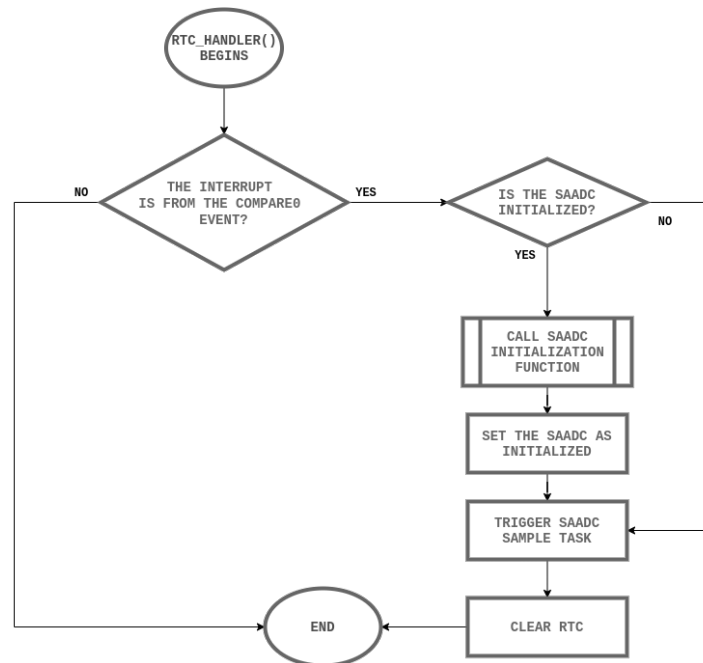 RTC_HANDLER()
BEGINS
NO
THE INTERRUPT
IS FROM THE COMPARE0
EVENT?
YES
IS THE SAADC
INITIALIZED?
NO
YES
CALL SAADC
INITIALIZATION
FUNCTION
SET THE SAADC AS
INITIALIZED
TRIGGER SAADC
SAMPLE TASK
CLEAR RTC
END